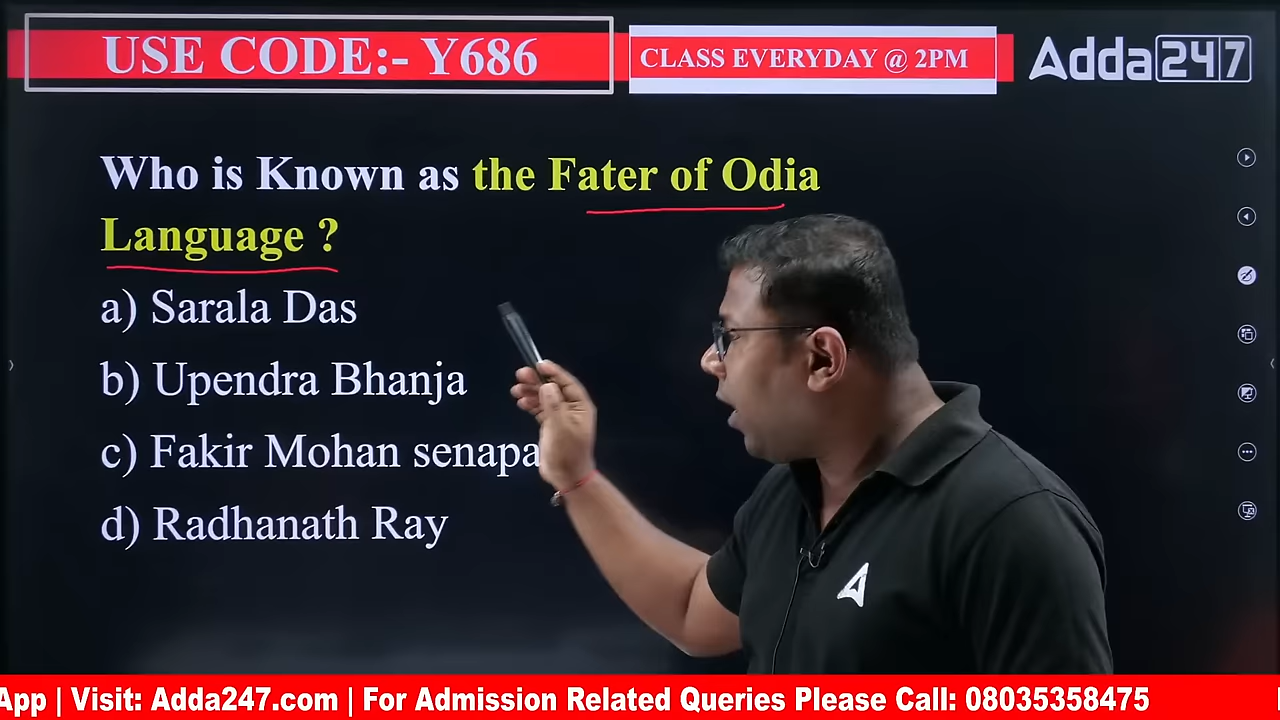 USE CODE:- Y686
CLASS EVERYDAY @ 2PM
Adda247
Who is Known as the Fater of Odia
Language ?
a) Sarala Das
b) Upendra Bhanja
c) Fakir Mohan senapa
d) Radhanath Ray
App | Visit: Adda247.com | For Admission Related Queries Please Call: 08035358475